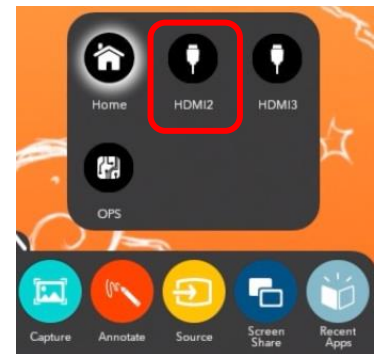 Home HDMI2 HDMI3
OPS
Capture Annotate Source Screen Share Recent Apps